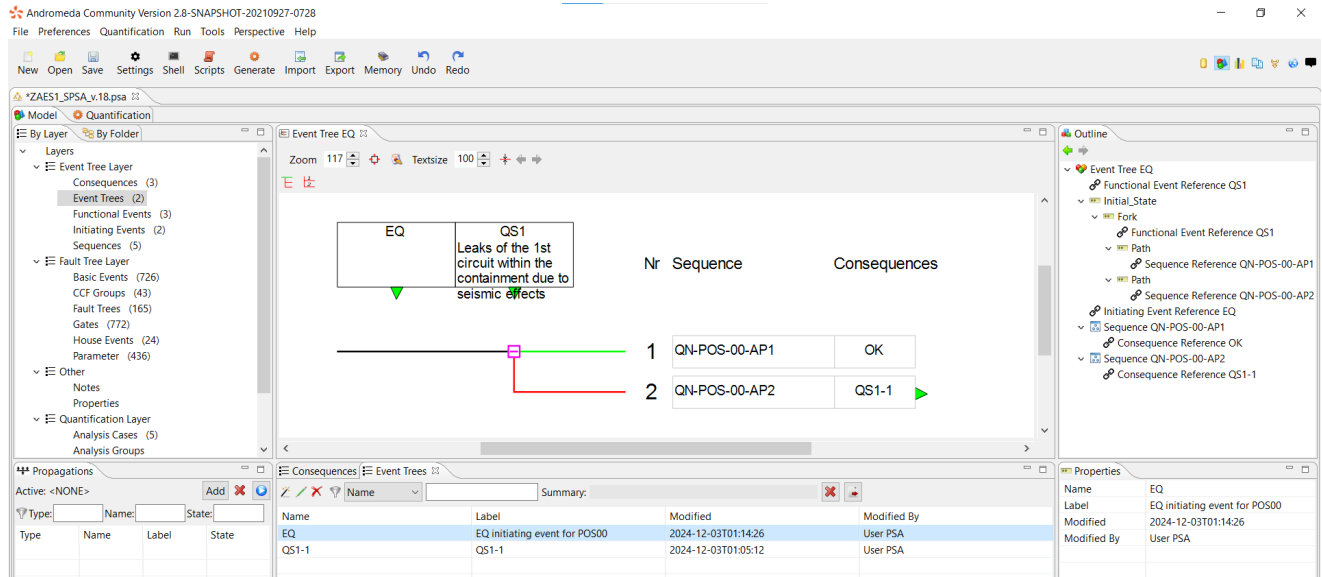 Andromeda Community Version 2.8-SNAPSHOT-20210927-0728
File Preferences Quantification Run Tools Perspective Help
New Open Save Settings Shell Scripts Generate Import Export Memory Undo Redo
*ZAES1_SPSA_v.18.psa
Model Quantification
By Layer By Folder
Layers
Event Tree Layer
Consequences (3)
Event Trees (2)
Functional Events (3)
Initiating Events (2)
Sequences (5)
Fault Tree Layer
Basic Events (726)
CCF Groups (43)
Fault Trees (165)
Gates (772)
House Events (24)
Parameter (436)
Other
Notes
Properties
Quantification Layer
Analysis Cases (5)
Analysis Groups
Event Tree EQ
Zoom 117 Textsize 100
EQ
QS1
Leaks of the 1st
circuit within the
containment due to
seismic effects
Nr Sequence Consequences
1 QN-POS-00-AP1 OK
2 QN-POS-00-AP2 QS1-1
Outline
Event Tree EQ
Functional Event Reference QS1
Initial_State
Fork
Functional Event Reference QS1
Path
Sequence Reference QN-POS-00-AP1
Path
Sequence Reference QN-POS-00-AP2
Initiating Event Reference EQ
Sequence QN-POS-00-AP1
Consequence Reference OK
Sequence QN-POS-00-AP2
Consequence Reference QS1-1
Propagations
Active: <NONE> Add
Type: Name: State:
Type Name Label State
Consequences Event Trees
Name Summary:
Name Label Modified Modified By
EQ EQ initiating event for POS00 2024-12-03T01:14:26 User PSA
QS1-1 QS1-1 2024-12-03T01:05:12 User PSA
Properties
Name EQ
Label EQ initiating event for POS00
Modified 2024-12-03T01:14:26
Modified By User PSA